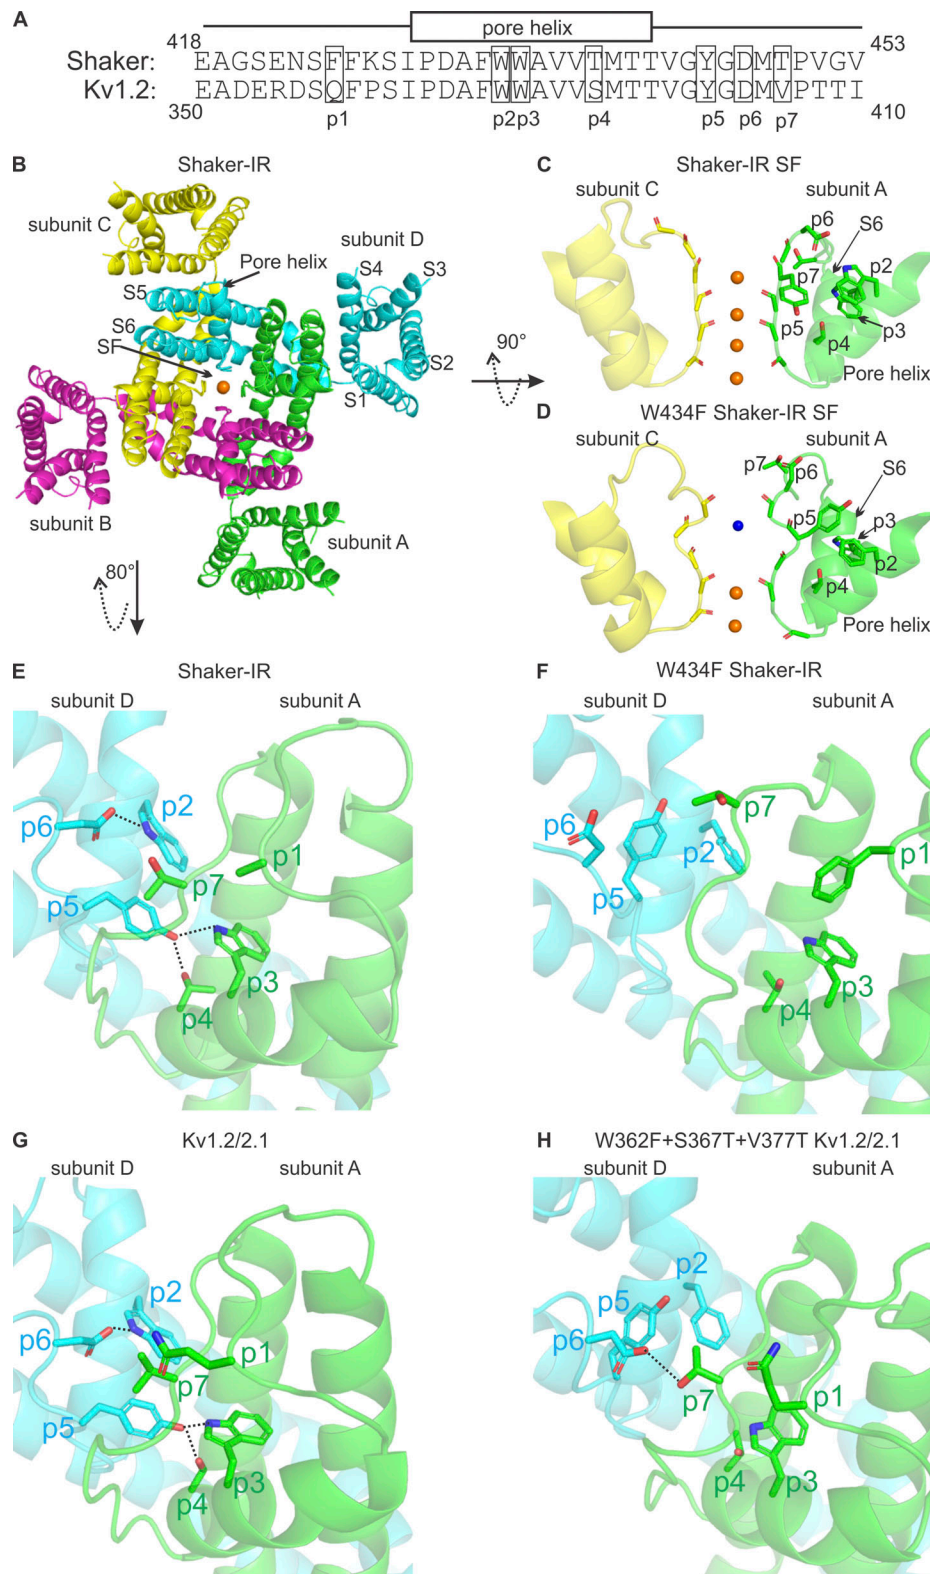 A
pore helix
418
453
Shaker: EAGSENSFFKSIPDAFWWAVVTMTTVGYGDMTPVGV
Kv1.2: EADERDSQFPSIPDAFWWAVVSMTTVGYGDMVPTTI
350
410
p1 p2 p3 p4 p5 p6 p7
B
Shaker-IR
subunit C
subunit D
Pore helix
S4
S3
S5
S6
SF
S2
S1
subunit B
subunit A
90°
80°
C
Shaker-IR SF
subunit C
subunit A
p6
S6
p7
p2
p5
p4
p3
Pore helix
D
W434F Shaker-IR SF
subunit C
subunit A
p7
p6
S6
p5
p3
p2
p4
Pore helix
E
Shaker-IR
subunit D
subunit A
p6
p2
p7
p1
p5
p4
p3
F
W434F Shaker-IR
subunit D
subunit A
p7
p6
p2
p1
p5
p4
p3
G
Kv1.2/2.1
subunit D
subunit A
p2
p6
p1
p7
p5
p4
p3
H
W362F+S367T+V377T Kv1.2/2.1
subunit D
subunit A
p2
p5
p6
p7
p1
p4
p3